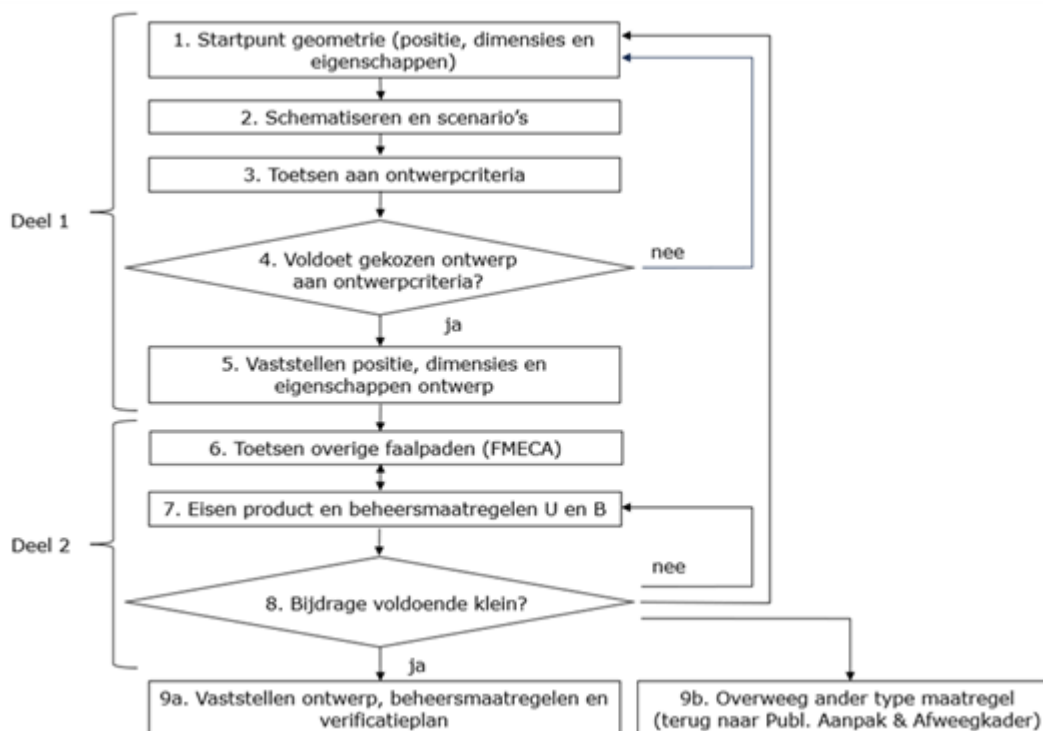 1. Startpunt geometrie (positie, dimensies en
eigenschappen)
2. Schematiseren en scenario's
3. Toetsen aan ontwerpcriteria
Deel 1
4. Voldoet gekozen ontwerp
aan ontwerpcriteria?
nee
ja
5. Vaststellen positie, dimensies en
eigenschappen ontwerp
6. Toetsen overige faalpaden (FMECA)
7. Eisen product en beheersmaatregelen U en B
Deel 2
nee
8. Bijdrage voldoende klein?
ja
9a. Vaststellen ontwerp, beheersmaatregelen en
verificatieplan
9b. Overweeg ander type maatregel
(terug naar Publ. Aanpak & Afweegkader)